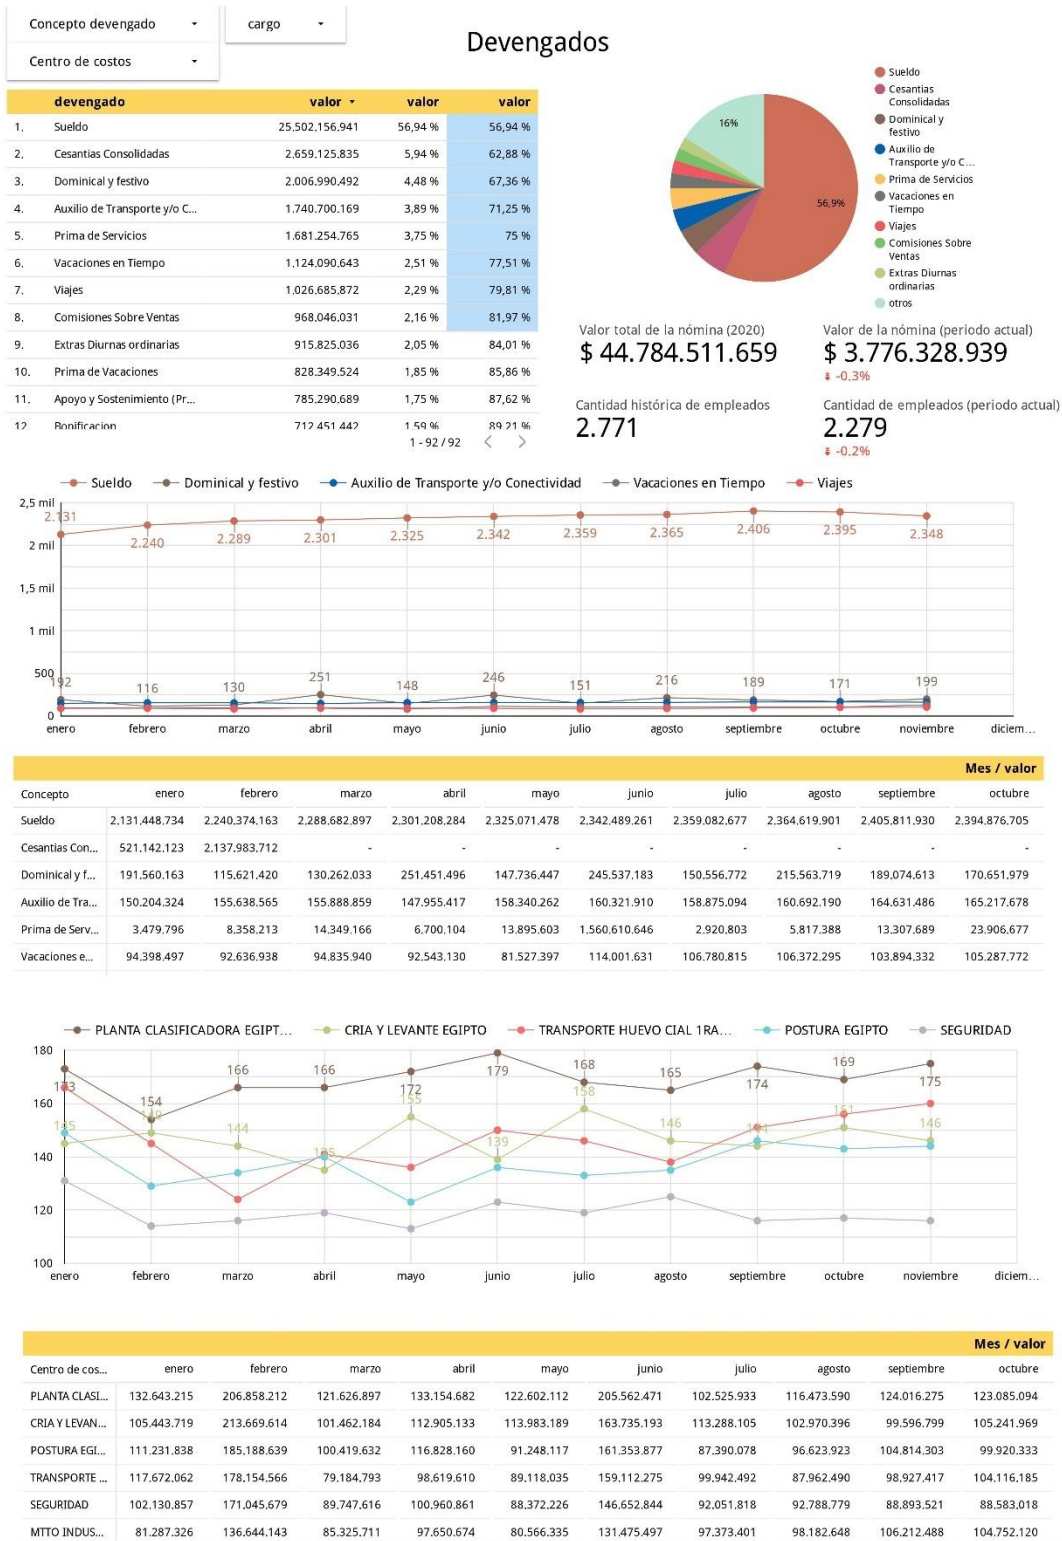 Concepto devengado
cargo
Centro de costos
Devengados
devengado valor valor valor
1. Sueldo 25.502.156.941 56,94 % 56,94 %
2. Cesantias Consolidadas 2.659.125.835 5,94 % 62,88 %
3. Dominical y festivo 2.006.990.492 4,48 % 67,36 %
4. Auxilio de Transporte y/o C... 1.740.700.169 3,89 % 71,25 %
5. Prima de Servicios 1.681.254.765 3,75 % 75 %
6. Vacaciones en Tiempo 1.124.090.643 2,51 % 77,51 %
7. Viajes 1.026.685.872 2,29 % 79,81 %
8. Comisiones Sobre Ventas 968.046.031 2,16 % 81,97 %
9. Extras Diurnas ordinarias 915.825.036 2,05 % 84,01 %
10. Prima de Vacaciones 828.349.524 1,85 % 85,86 %
11. Apoyo y Sostenimiento (Pr... 785.290.689 1,75 % 87,62 %
12. Bonificacion 712.451.442 1,59 % 89,21 %
1 - 92 / 92
16%
56,9%
Sueldo
Cesantias
Consolidadas
Dominical y
festivo
Auxilio de
Transporte y/o C...
Prima de Servicios
Vacaciones en
Tiempo
Viajes
Comisiones Sobre
Ventas
Extras Diurnas
ordinarias
otros
Valor total de la nómina (2020)
$ 44.784.511.659
Valor de la nómina (periodo actual)
$ 3.776.328.939
-0.3%
Cantidad histórica de empleados
2.771
Cantidad de empleados (periodo actual)
2.279
-0.2%
Sueldo Dominical y festivo Auxilio de Transporte y/o Conectividad Vacaciones en Tiempo Viajes
2,5 mil
2.131 2.240 2.289 2.301 2.325 2.342 2.359 2.365 2.406 2.395 2.348
2 mil
1,5 mil
1 mil
500
192 116 130 251 148 246 151 216 189 171 199
0
enero febrero marzo abril mayo junio julio agosto septiembre octubre noviembre diciem...
Mes / valor
Concepto enero febrero marzo abril mayo junio julio agosto septiembre octubre
Sueldo 2.131.448.734 2.240.374.163 2.288.682.897 2.301.208.284 2.325.071.478 2.342.489.261 2.359.082.677 2.364.619.901 2.405.811.930 2.394.876.705
Cesantias Con... 521.142.123 2.137.983.712 - - - - - - - -
Dominical y f... 191.560.163 115.621.420 130.262.033 251.451.496 147.736.447 245.537.183 150.556.772 215.563.719 189.074.613 170.651.979
Auxilio de Tra... 150.204.324 155.638.565 155.888.859 147.955.417 158.340.262 160.321.910 158.875.094 160.692.190 164.631.486 165.217.678
Prima de Serv... 3.479.796 8.358.213 14.349.166 6.700.104 13.895.603 1.560.610.646 2.920.803 5.817.388 13.307.689 23.906.677
Vacaciones e... 94.398.497 92.636.938 94.835.940 92.543.130 81.527.397 114.001.631 106.780.815 106.372.295 103.894.332 105.287.772
PLANTA CLASIFICADORA EGIPT... CRIA Y LEVANTE EGIPTO TRANSPORTE HUEVO CIAL 1RA... POSTURA EGIPTO SEGURIDAD
180
173 154 166 166 172 179 168 165 174 169 175
160
145 149 144 135 155 139 158 146 144 151 146
140
120
100
enero febrero marzo abril mayo junio julio agosto septiembre octubre noviembre diciem...
Mes / valor
Centro de cos... enero febrero marzo abril mayo junio julio agosto septiembre octubre
PLANTA CLASI... 132.643.215 206.858.212 121.626.897 133.154.682 122.602.112 205.562.471 102.525.933 116.473.590 124.016.275 123.085.094
CRIA Y LEVAN... 105.443.719 213.669.614 101.462.184 112.905.133 113.983.189 163.735.193 113.288.105 102.970.396 99.596.799 105.241.969
POSTURA EGI... 111.231.838 185.188.639 100.419.632 116.828.160 91.248.117 161.353.877 87.390.078 96.623.923 104.814.303 99.920.333
TRANSPORTE ... 117.672.062 178.154.566 79.184.793 98.619.610 89.118.035 159.112.275 99.942.492 87.962.490 98.927.417 104.116.185
SEGURIDAD 102.130.857 171.045.679 89.747.616 100.960.861 88.372.226 146.652.844 92.051.818 92.788.779 88.893.521 88.583.018
MTTO INDUS... 81.287.326 136.644.143 85.325.711 97.650.674 80.566.335 131.475.497 97.373.401 98.182.648 106.212.488 104.752.120